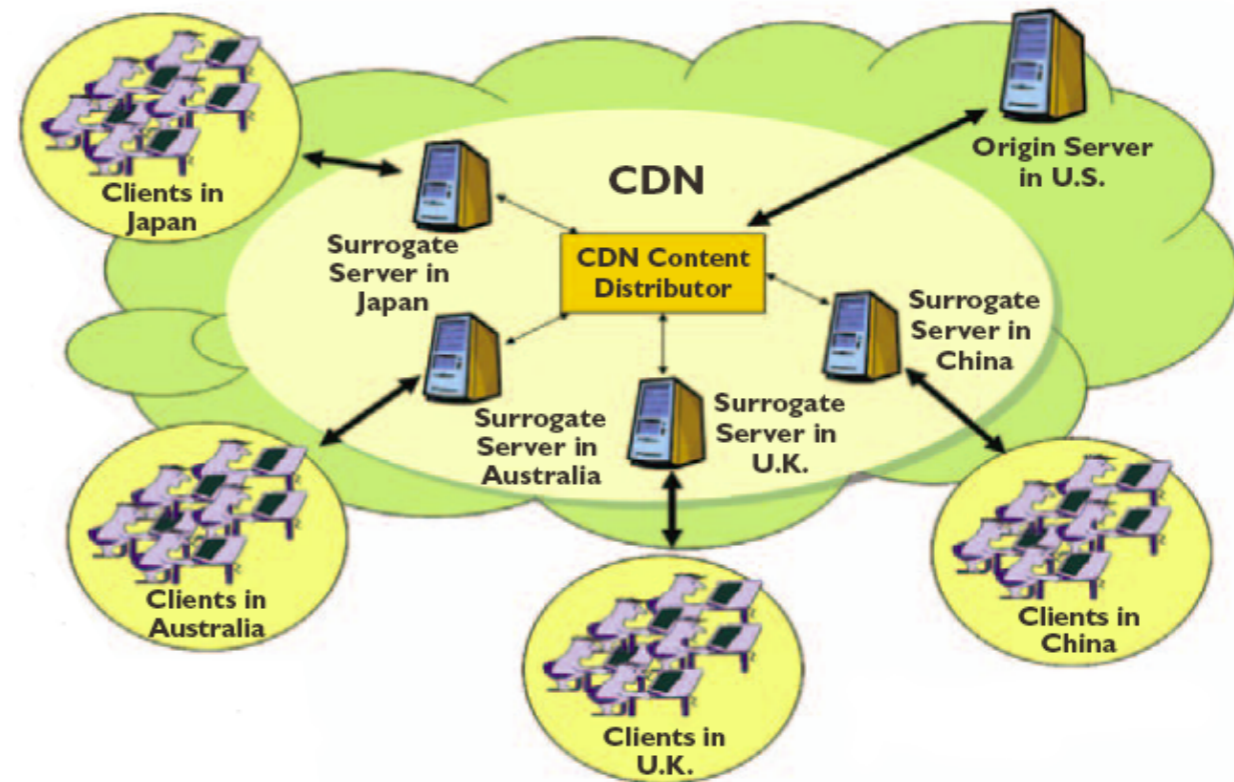 Clients in
Japan
CDN
Origin Server
in U.S.
Surrogate
Server in
Japan
CDN Content
Distributor
Surrogate
Server in
China
Surrogate
Server in
Australia
Surrogate
Server in
U.K.
Clients in
Australia
Clients in
U.K.
Clients in
China